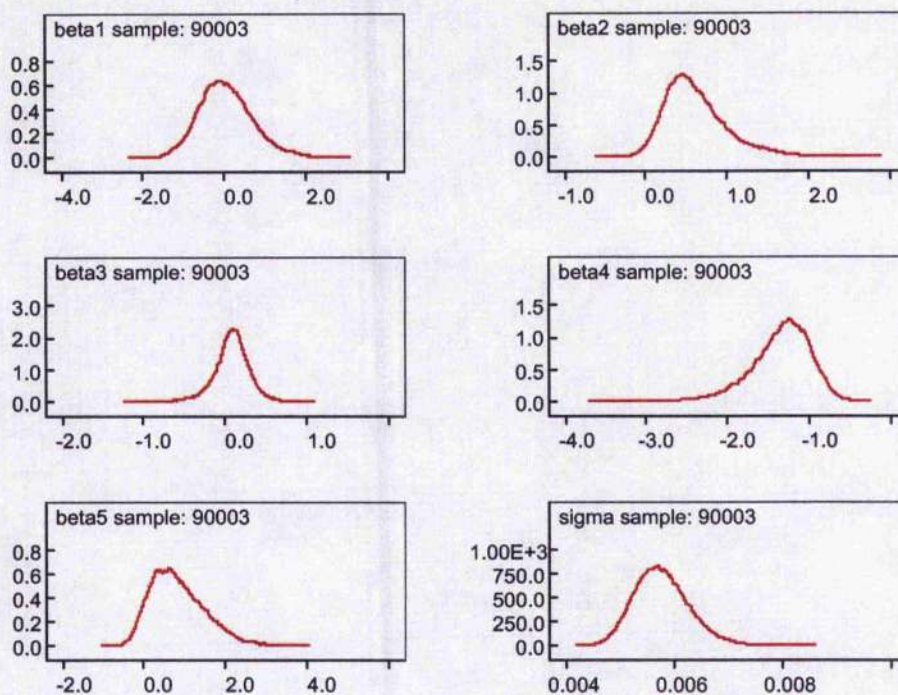 beta1 sample: 90003
0.8
0.6
0.4
0.2
0.0
-4.0 -2.0 0.0 2.0
beta2 sample: 90003
1.5
1.0
0.5
0.0
-1.0 0.0 1.0 2.0
beta3 sample: 90003
3.0
2.0
1.0
0.0
-2.0 -1.0 0.0 1.0
beta4 sample: 90003
1.5
1.0
0.5
0.0
-4.0 -3.0 -2.0 -1.0
beta5 sample: 90003
0.8
0.6
0.4
0.2
0.0
-2.0 0.0 2.0 4.0
sigma sample: 90003
1.00E+3
750.0
500.0
250.0
0.0
0.004 0.006 0.008